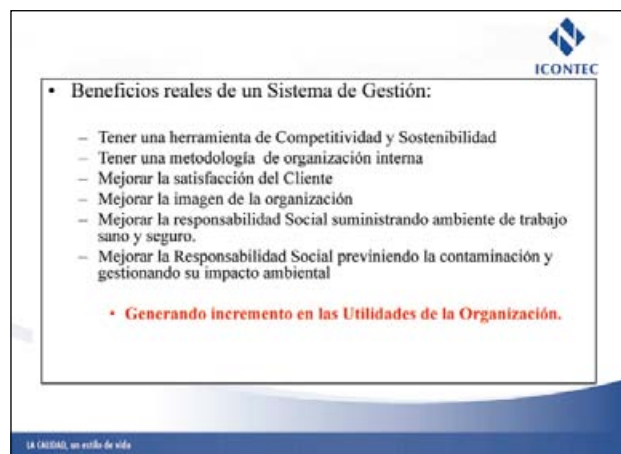 ICONTEC
• Beneficios reales de un Sistema de Gestión:
– Tener una herramienta de Competitividad y Sostenibilidad
– Tener una metodología de organización interna
– Mejorar la satisfacción del Cliente
– Mejorar la imagen de la organización
– Mejorar la responsabilidad Social suministrando ambiente de trabajo
sano y seguro.
– Mejorar la Responsabilidad Social previniendo la contaminación y
gestionando su impacto ambiental
• Generando incremento en las Utilidades de la Organización.
LA CALIDAD, un estilo de vida